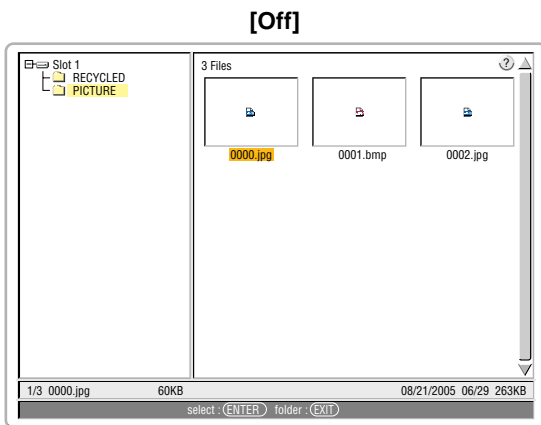 [Off]
Slot 1
RECYCLED
PICTURE
3 Files
?
0000.jpg 0001.bmp 0002.jpg
1/3 0000.jpg 60KB 08/21/2005 06/29 263KB
select : ENTER folder : EXIT